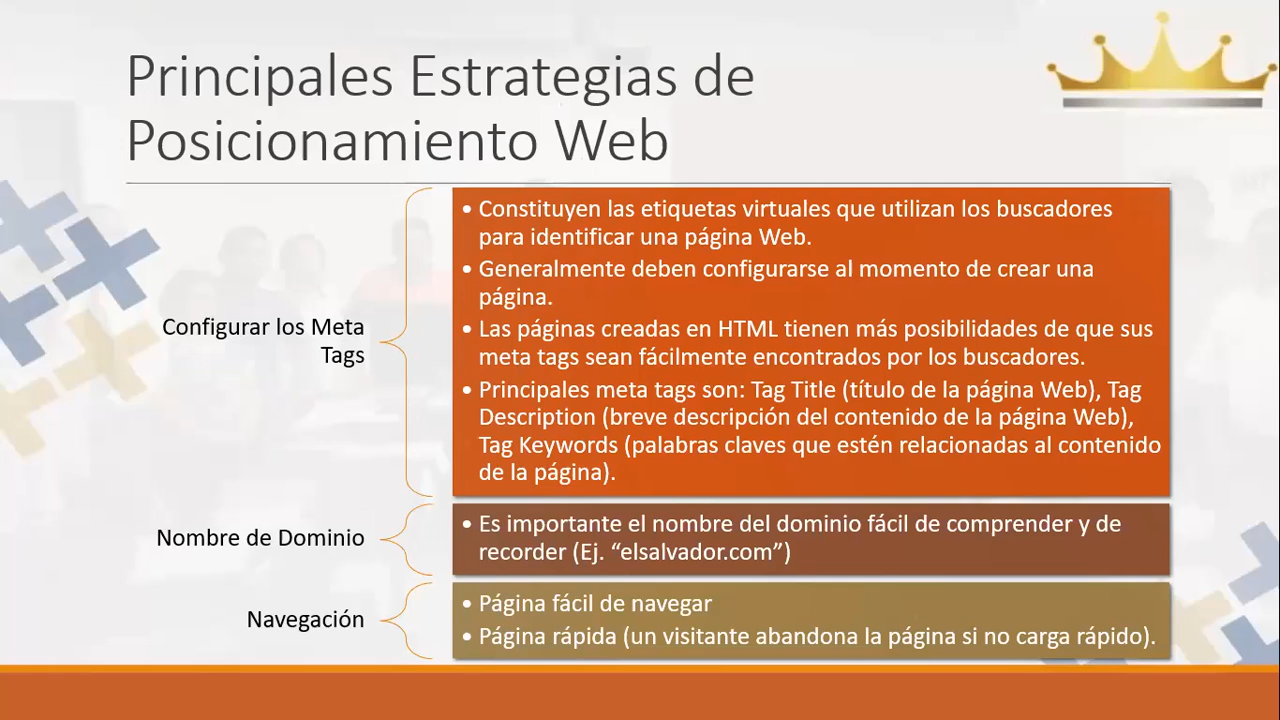 Principales Estrategias de
Posicionamiento Web
Configurar los Meta
Tags
• Constituyen las etiquetas virtuales que utilizan los buscadores
para identificar una página Web.
• Generalmente deben configurarse al momento de crear una
página.
• Las páginas creadas en HTML tienen más posibilidades de que sus
meta tags sean fácilmente encontrados por los buscadores.
• Principales meta tags son: Tag Title (título de la página Web), Tag
Description (breve descripción del contenido de la página Web),
Tag Keywords (palabras claves que estén relacionadas al contenido
de la página).
Nombre de Dominio
• Es importante el nombre del dominio fácil de comprender y de
recorder (Ej. “elsalvador.com”)
Navegación
• Página fácil de navegar
• Página rápida (un visitante abandona la página si no carga rápido).